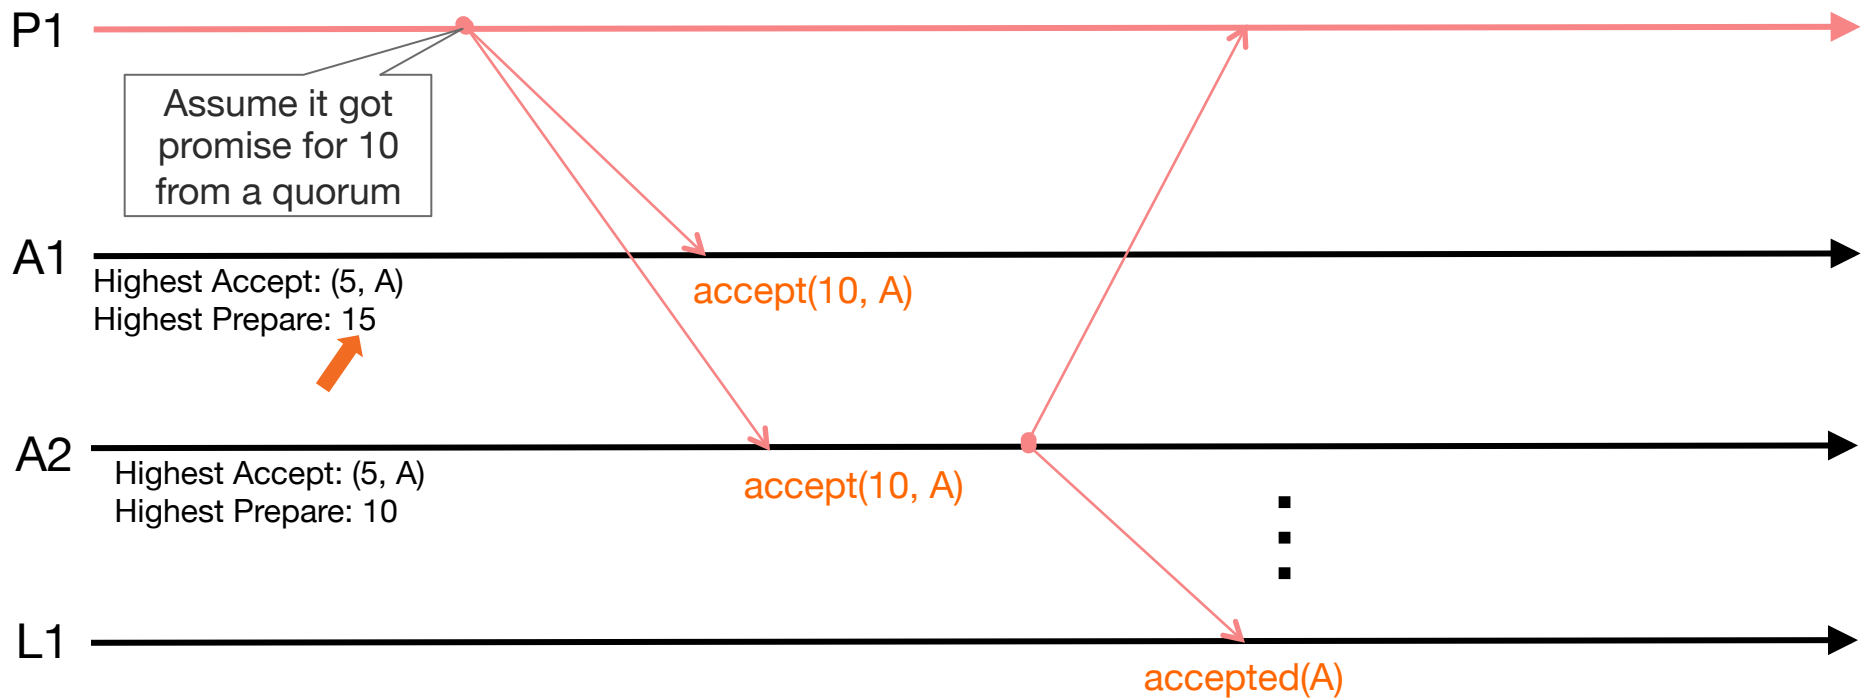 P1
Assume it got
promise for 10
from a quorum
A1
Highest Accept: (5, A)
Highest Prepare: 15
accept(10, A)
A2
Highest Accept: (5, A)
Highest Prepare: 10
accept(10, A)
L1
accepted(A)